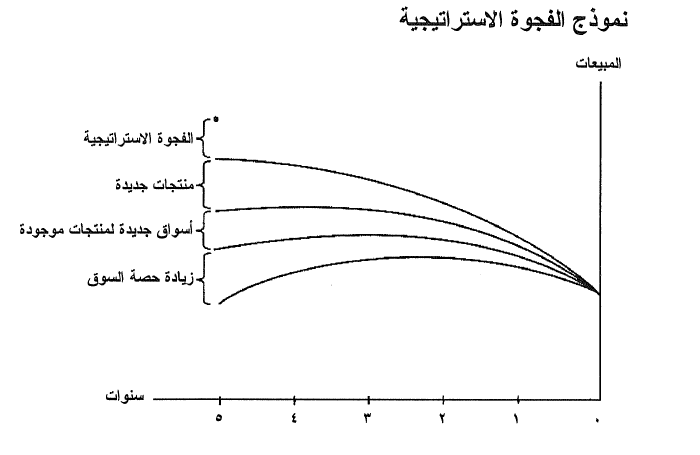 نموذج الفجوة الاستراتيجية
المبيعات
الفجوة الاستراتيجية
منتجات جديدة
أسواق جديدة لمنتجات موجودة
زيادة حصة السوق
سنوات
٠ ١ ٢ ٣ ٤ ٥